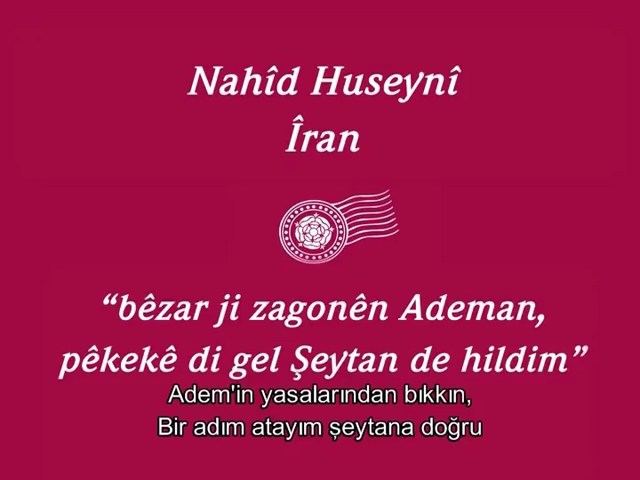 Nahîd Huseynî
Îran
“bêzar ji zagonên Ademan,
pêkekê di gel Şeytan de hildim”
Adem'in yasalarından bıkkın,
Bir adım atayım şeytana doğru